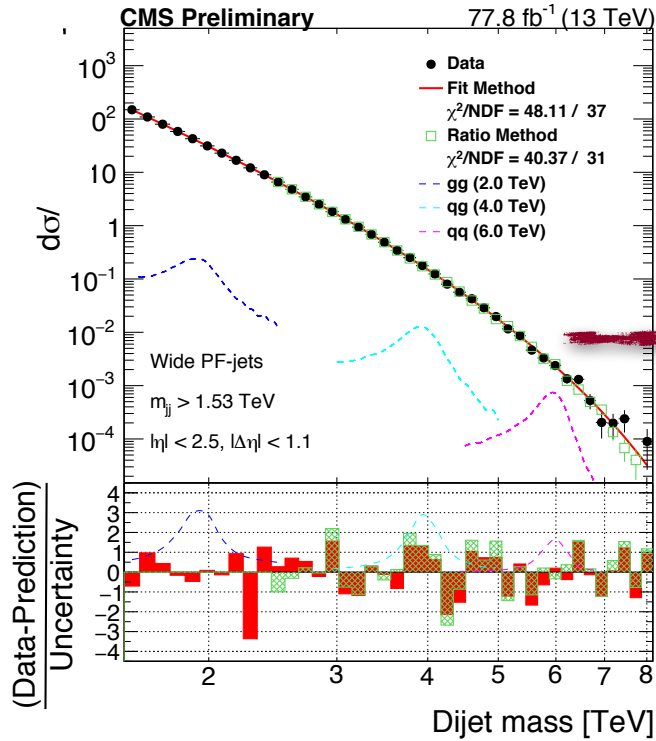 CMS Preliminary 77.8 fb⁻¹ (13 TeV)
10³
10²
10
1
10⁻¹
10⁻²
10⁻³
10⁻⁴
dσ/
Data
Fit Method
χ²/NDF = 48.11 / 37
Ratio Method
χ²/NDF = 40.37 / 31
gg (2.0 TeV)
qg (4.0 TeV)
qq (6.0 TeV)
Wide PF-jets
m_jj > 1.53 TeV
|η| < 2.5, |Δη| < 1.1
(Data-Prediction)
Uncertainty
4
3
2
1
0
−1
−2
−3
−4
2 3 4 5 6 7 8
Dijet mass [TeV]